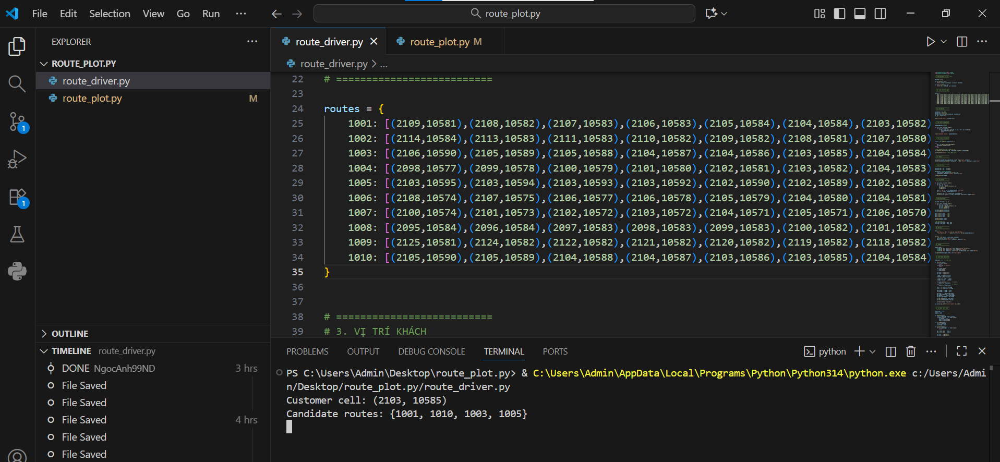 File Edit Selection View Go Run ··· route_plot.py
EXPLORER ···
ROUTE_PLOT.PY
route_driver.py
route_plot.py M
1
1
OUTLINE
TIMELINE route_driver.py
DONE NgocAnh99ND 3 hrs
File Saved
File Saved
File Saved 4 hrs
File Saved
File Saved
route_driver.py route_plot.py M
route_driver.py > ...
22 # ==========================
23
24 routes = {
25 1001: [(2109,10581),(2108,10582),(2107,10583),(2106,10583),(2105,10584),(2104,10584),(2103,10582)
26 1002: [(2114,10584),(2113,10583),(2111,10583),(2110,10582),(2109,10582),(2108,10581),(2107,10580)
27 1003: [(2106,10590),(2105,10589),(2105,10588),(2104,10587),(2104,10586),(2103,10585),(2104,10584)
28 1004: [(2098,10577),(2099,10578),(2100,10579),(2101,10580),(2102,10581),(2103,10582),(2104,10583)
29 1005: [(2103,10595),(2103,10594),(2103,10593),(2103,10592),(2102,10590),(2102,10589),(2102,10588)
30 1006: [(2108,10574),(2107,10575),(2106,10577),(2106,10578),(2105,10579),(2104,10580),(2104,10581)
31 1007: [(2100,10574),(2101,10573),(2102,10572),(2103,10572),(2104,10571),(2105,10571),(2106,10570)
32 1008: [(2095,10584),(2096,10584),(2097,10583),(2098,10583),(2099,10583),(2100,10582),(2101,10582)
33 1009: [(2125,10581),(2124,10582),(2122,10582),(2121,10582),(2120,10582),(2119,10582),(2118,10582)
34 1010: [(2105,10590),(2105,10589),(2104,10588),(2104,10587),(2103,10586),(2103,10585),(2104,10584)
35 }
36
37
38 # ==========================
39 # 3. VỊ TRÍ KHÁCH
PROBLEMS OUTPUT DEBUG CONSOLE TERMINAL PORTS python
PS C:\Users\Admin\Desktop\route_plot.py> & C:\Users\Admin\AppData\Local\Programs\Python\Python314\python.exe c:/Users/Admi
n/Desktop/route_plot.py/route_driver.py
Customer cell: (2103, 10585)
Candidate routes: {1001, 1010, 1003, 1005}